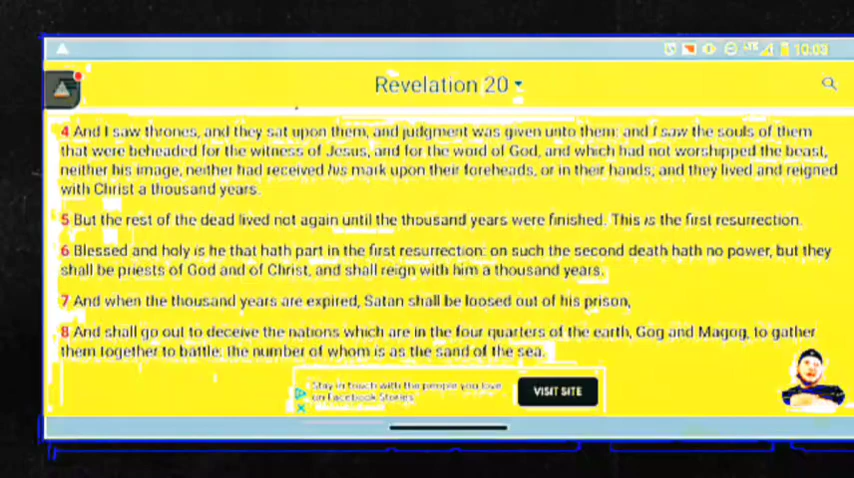 LTE 10:03
Revelation 20
4 And I saw thrones, and they sat upon them, and judgment was given unto them: and I saw the souls of them
that were beheaded for the witness of Jesus, and for the word of God, and which had not worshipped the beast,
neither his image, neither had received his mark upon their foreheads, or in their hands; and they lived and reigned
with Christ a thousand years.
5 But the rest of the dead lived not again until the thousand years were finished. This is the first resurrection.
6 Blessed and holy is he that hath part in the first resurrection: on such the second death hath no power, but they
shall be priests of God and of Christ, and shall reign with him a thousand years.
7 And when the thousand years are expired, Satan shall be loosed out of his prison,
8 And shall go out to deceive the nations which are in the four quarters of the earth, Gog and Magog, to gather
them together to battle: the number of whom is as the sand of the sea.
Stay in touch with the people you love
on Facebook Stories.
VISIT SITE